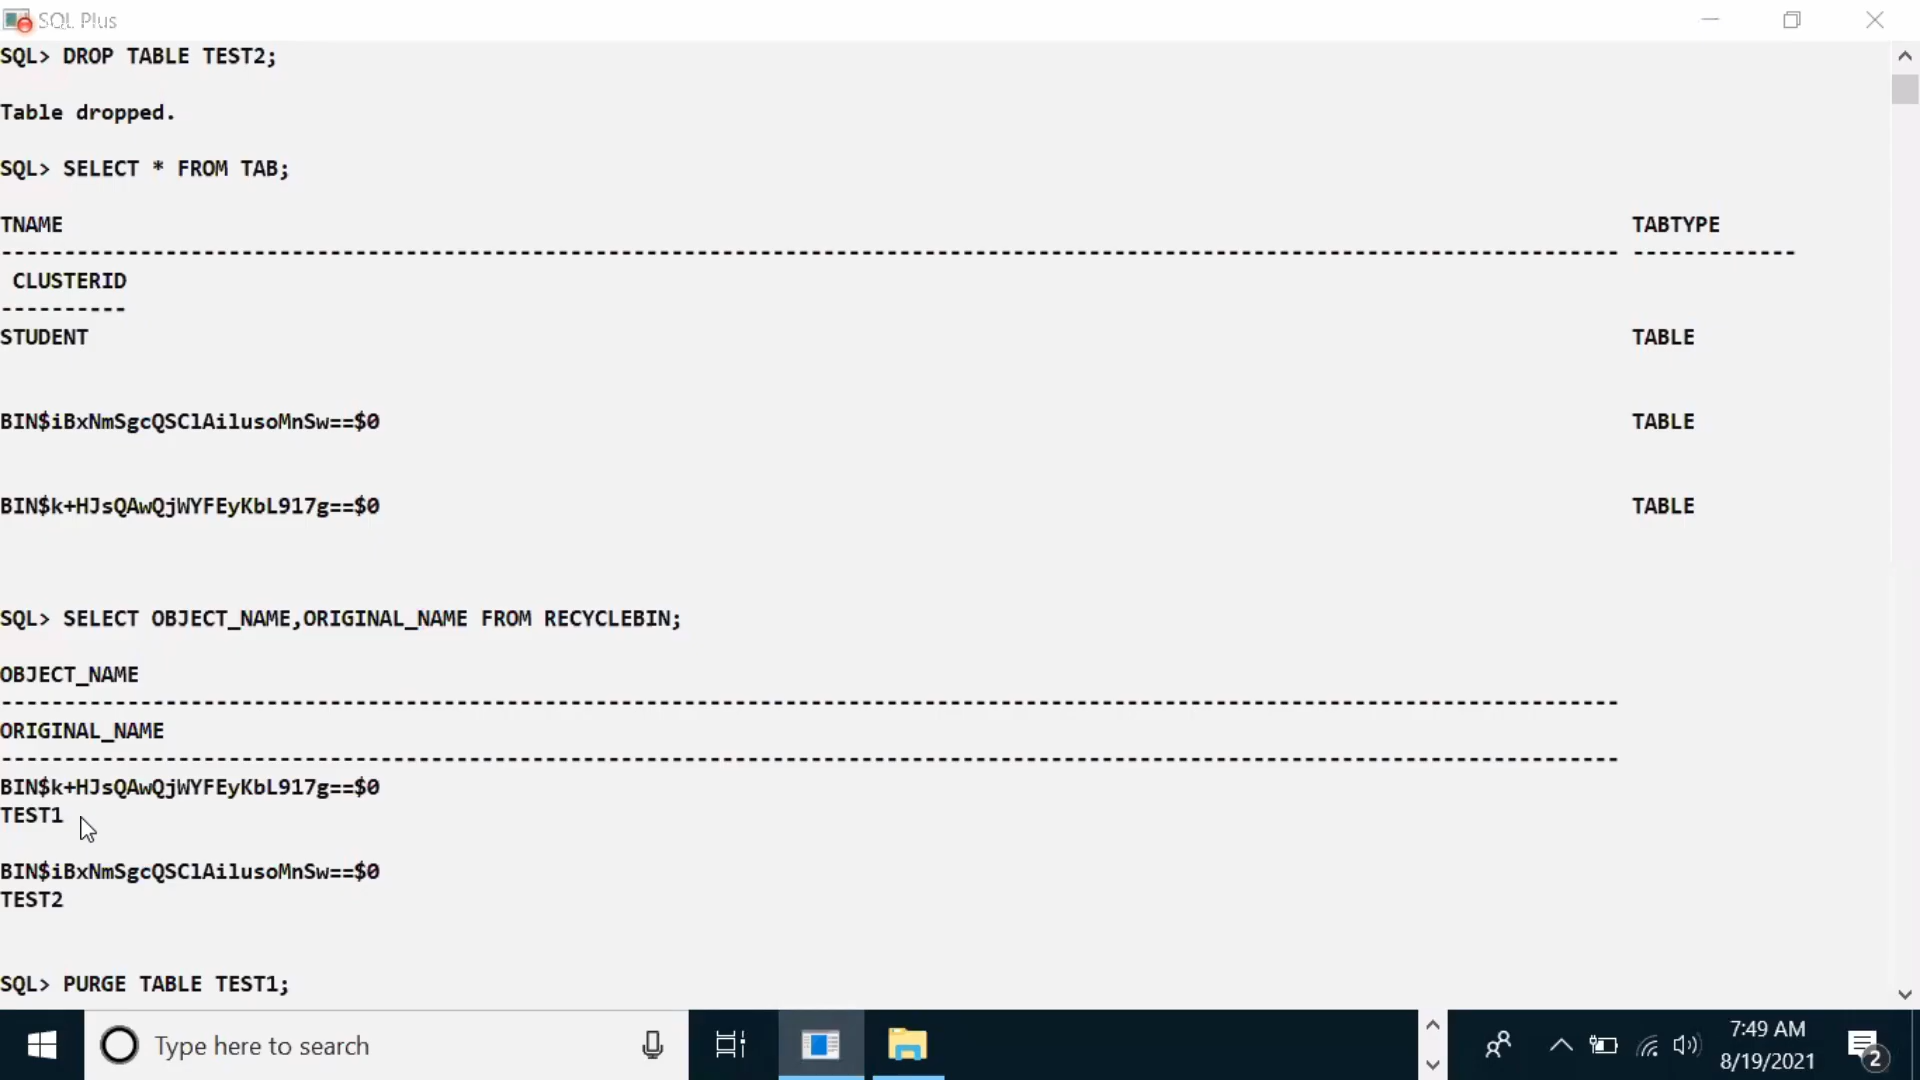 SQL Plus
SQL> DROP TABLE TEST2;
Table dropped.
SQL> SELECT * FROM TAB;
TNAME TABTYPE
CLUSTERID
STUDENT TABLE
BIN$iBxNmSgcQSClAilusoMnSw==$0 TABLE
BIN$k+HJsQAwQjWYFEyKbL917g==$0 TABLE
SQL> SELECT OBJECT_NAME,ORIGINAL_NAME FROM RECYCLEBIN;
OBJECT_NAME
ORIGINAL_NAME
BIN$k+HJsQAwQjWYFEyKbL917g==$0
TEST1
BIN$iBxNmSgcQSClAilusoMnSw==$0
TEST2
SQL> PURGE TABLE TEST1;
Type here to search
7:49 AM
8/19/2021
2